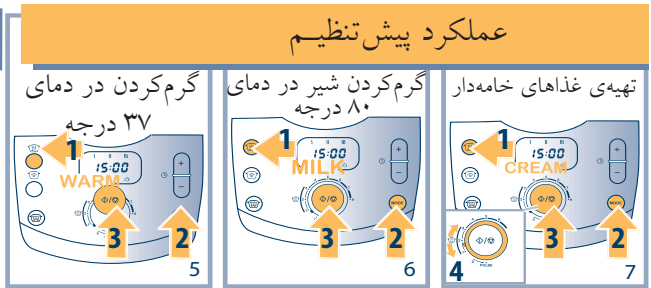 عملکرد پیش‌تنظیـم
گرم‌کردن در دمای
۳۷ درجه
1
15:00
WARM
+
−
3
2
5
گرم‌کردن شیر در دمای
۸۰ درجه
1
15:00
MILK
+
−
MODE
3
2
6
تهیه‌ی غذاهای خامه‌دار
1
15:00
CREAM
+
−
MODE
3
2
4
PULSE
7